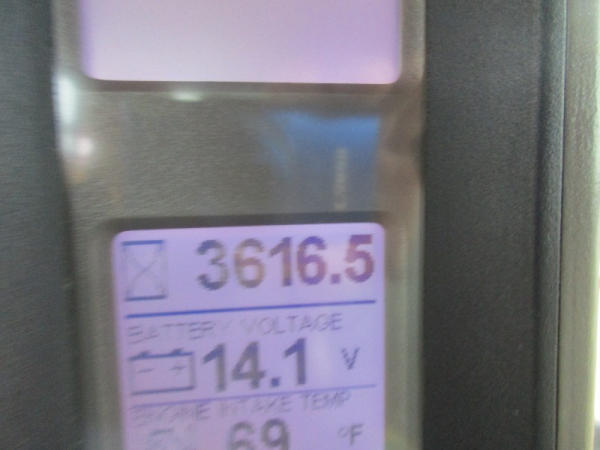 3616.5
BATTERY VOLTAGE
14.1 V
ENGINE INTAKE TEMP
69 °F